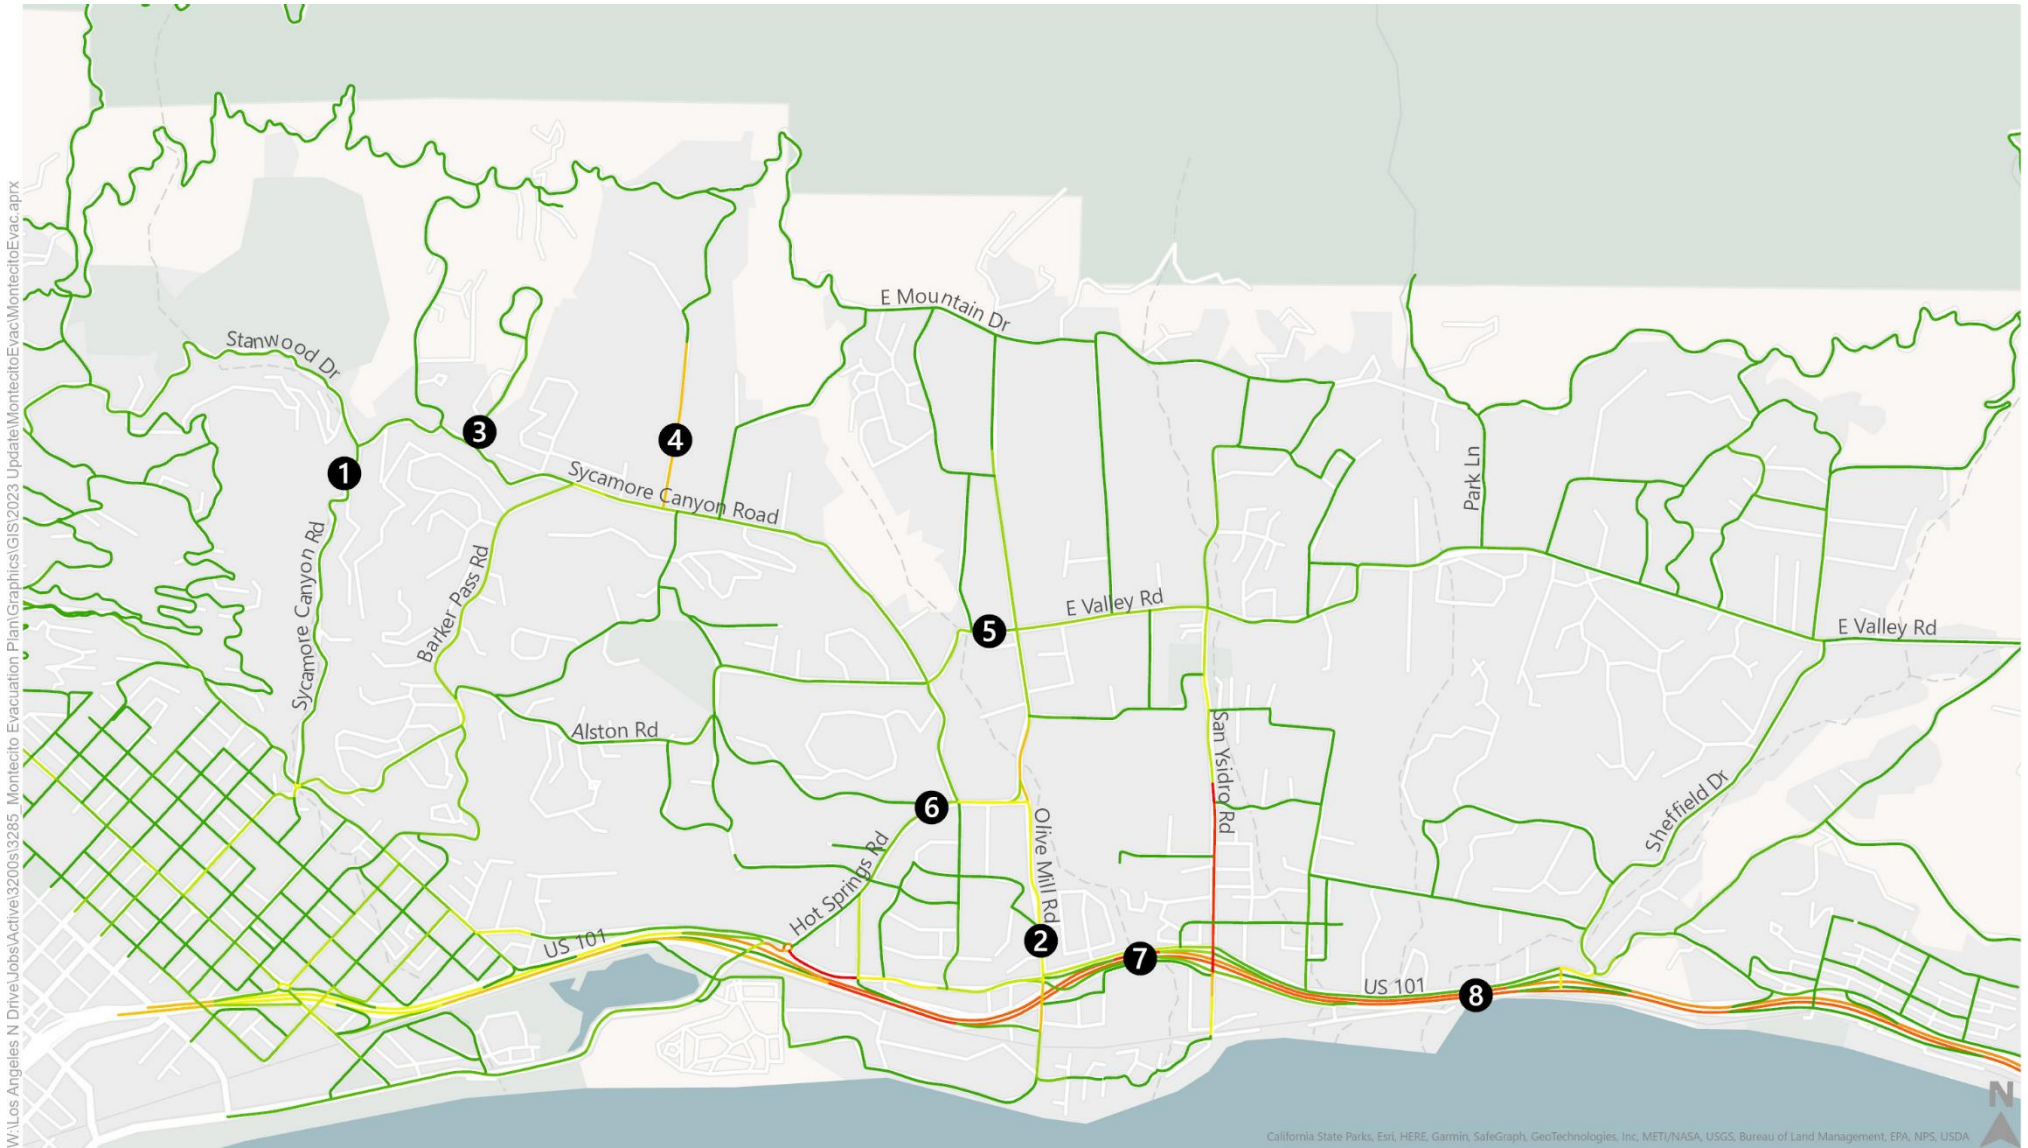 W:\Los Angeles N Drive\Jobs\Active\3200s\3285_Montecito Evacuation Plan\Graphics\GIS\2023 Update\MontecitoEvac\MontecitoEvac.aprx
E Mountain Dr
Stanwood Dr
3
4
1
Sycamore Canyon Road
Park Ln
Sycamore Canyon Rd
Barker Pass Rd
E Valley Rd
5
E Valley Rd
Alston Rd
San Ysidro Rd
6
Olive Mill Rd
Sheffield Dr
Hot Springs Rd
US 101
2
7
US 101
8
N
California State Parks, Esri, HERE, Garmin, SafeGraph, GeoTechnologies, Inc, METI/NASA, USGS, Bureau of Land Management, EPA, NPS, USDA